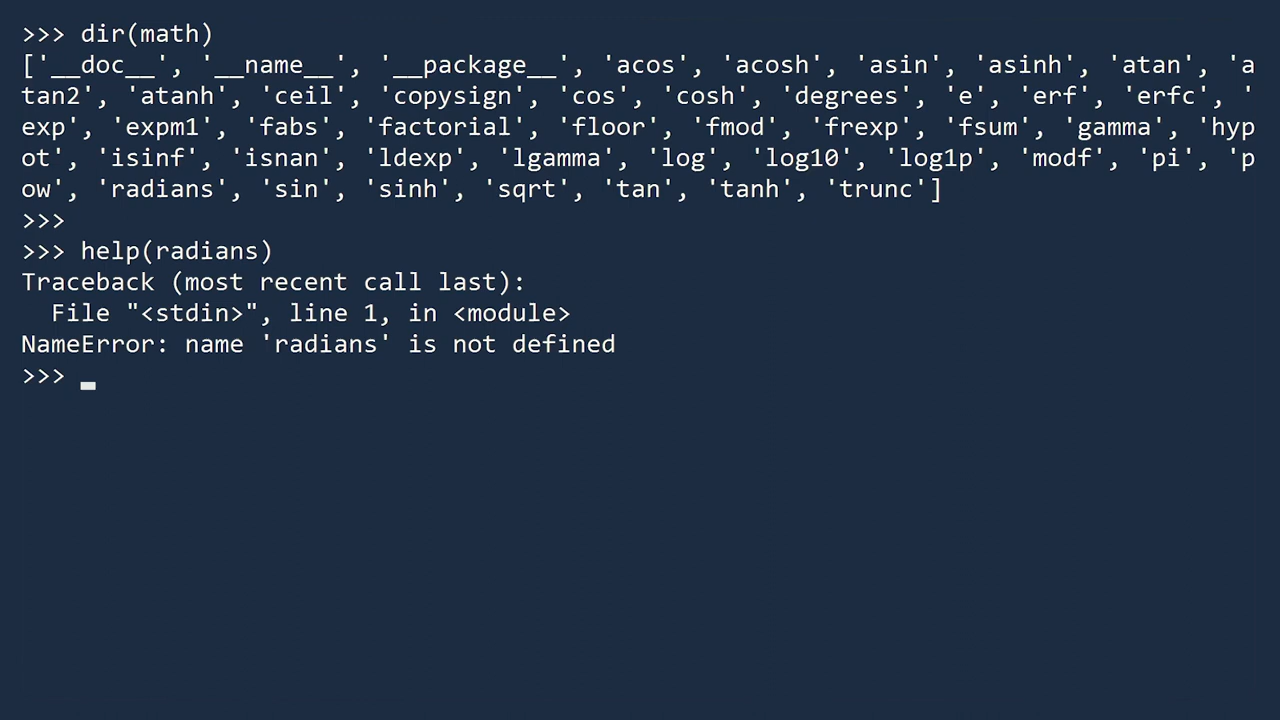 >>> dir(math)
['__doc__', '__name__', '__package__', 'acos', 'acosh', 'asin', 'asinh', 'atan', 'a
tan2', 'atanh', 'ceil', 'copysign', 'cos', 'cosh', 'degrees', 'e', 'erf', 'erfc', '
exp', 'expm1', 'fabs', 'factorial', 'floor', 'fmod', 'frexp', 'fsum', 'gamma', 'hyp
ot', 'isinf', 'isnan', 'ldexp', 'lgamma', 'log', 'log10', 'log1p', 'modf', 'pi', 'p
ow', 'radians', 'sin', 'sinh', 'sqrt', 'tan', 'tanh', 'trunc']
>>>
>>> help(radians)
Traceback (most recent call last):
  File "<stdin>", line 1, in <module>
NameError: name 'radians' is not defined
>>> _